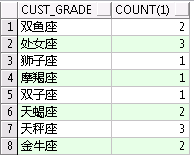 CUST_GRADE COUNT(1)
1 双鱼座 2
2 处女座 3
3 狮子座 1
4 摩羯座 1
5 双子座 1
6 天蝎座 2
7 天秤座 3
8 金牛座 2